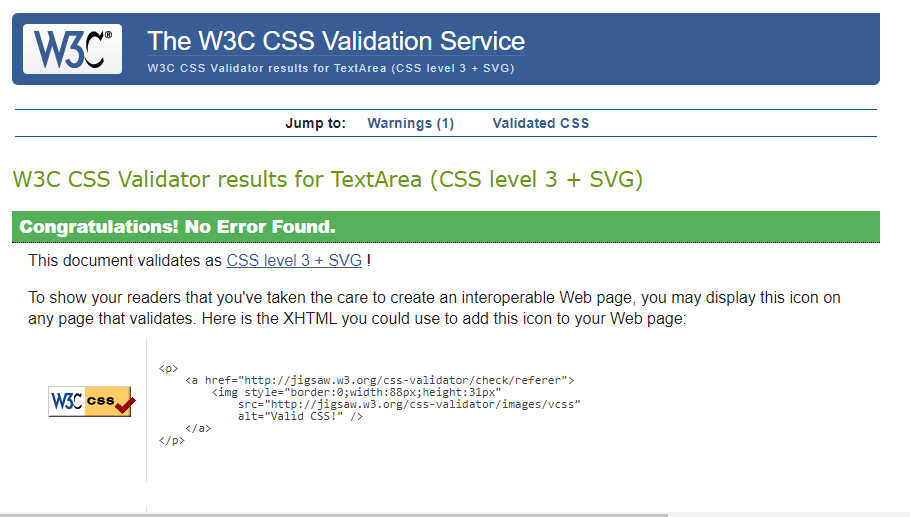 W3C®
The W3C CSS Validation Service
W3C CSS Validator results for TextArea (CSS level 3 + SVG)
Jump to: Warnings (1) Validated CSS
W3C CSS Validator results for TextArea (CSS level 3 + SVG)
Congratulations! No Error Found.
This document validates as CSS level 3 + SVG !
To show your readers that you've taken the care to create an interoperable Web page, you may display this icon on
any page that validates. Here is the XHTML you could use to add this icon to your Web page:
W3C css
<p>
<a href="http://jigsaw.w3.org/css-validator/check/referer">
<img style="border:0;width:88px;height:31px"
src="http://jigsaw.w3.org/css-validator/images/vcss"
alt="Valid CSS!" />
</a>
</p>